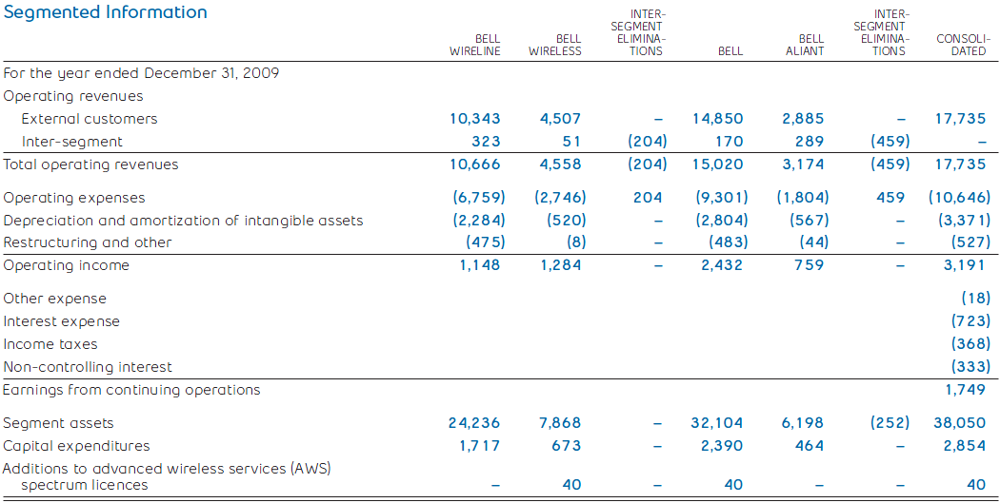 Segmented Information
INTER- INTER-
SEGMENT SEGMENT
BELL BELL ELIMINA- BELL ELIMINA- CONSOLI-
WIRELINE WIRELESS TIONS BELL ALIANT TIONS DATED
For the year ended December 31, 2009
Operating revenues
External customers 10,343 4,507 – 14,850 2,885 – 17,735
Inter-segment 323 51 (204) 170 289 (459) –
Total operating revenues 10,666 4,558 (204) 15,020 3,174 (459) 17,735
Operating expenses (6,759) (2,746) 204 (9,301) (1,804) 459 (10,646)
Depreciation and amortization of intangible assets (2,284) (520) – (2,804) (567) – (3,371)
Restructuring and other (475) (8) – (483) (44) – (527)
Operating income 1,148 1,284 – 2,432 759 – 3,191
Other expense (18)
Interest expense (723)
Income taxes (368)
Non-controlling interest (333)
Earnings from continuing operations 1,749
Segment assets 24,236 7,868 – 32,104 6,198 (252) 38,050
Capital expenditures 1,717 673 – 2,390 464 – 2,854
Additions to advanced wireless services (AWS)
spectrum licences – 40 – 40 – – 40